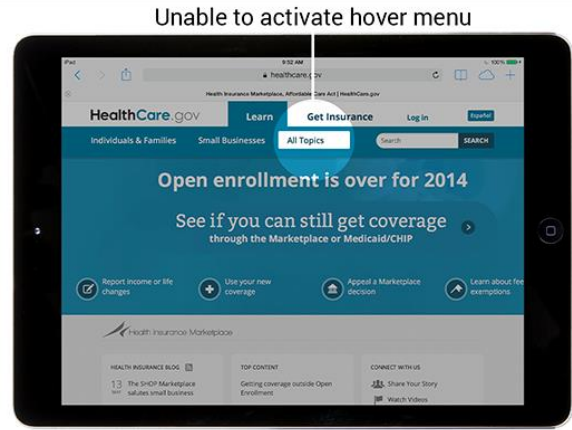 Unable to activate hover menu
iPad
9:52 AM
100%
healthcare.gov
Health Insurance Marketplace, Affordable Care Act | HealthCare.gov
HealthCare.gov
Learn
Get Insurance
Log in
Español
Individuals & Families
Small Businesses
All Topics
Search
SEARCH
Open enrollment is over for 2014
See if you can still get coverage
through the Marketplace or Medicaid/CHIP
Report income or life
changes
Use your new
coverage
Appeal a Marketplace
decision
Learn about fee
exemptions
Health Insurance Marketplace
HEALTH INSURANCE BLOG
TOP CONTENT
CONNECT WITH US
13
The SHOP Marketplace
salutes small business
Getting coverage outside Open
Enrollment
Share Your Story
Watch Videos